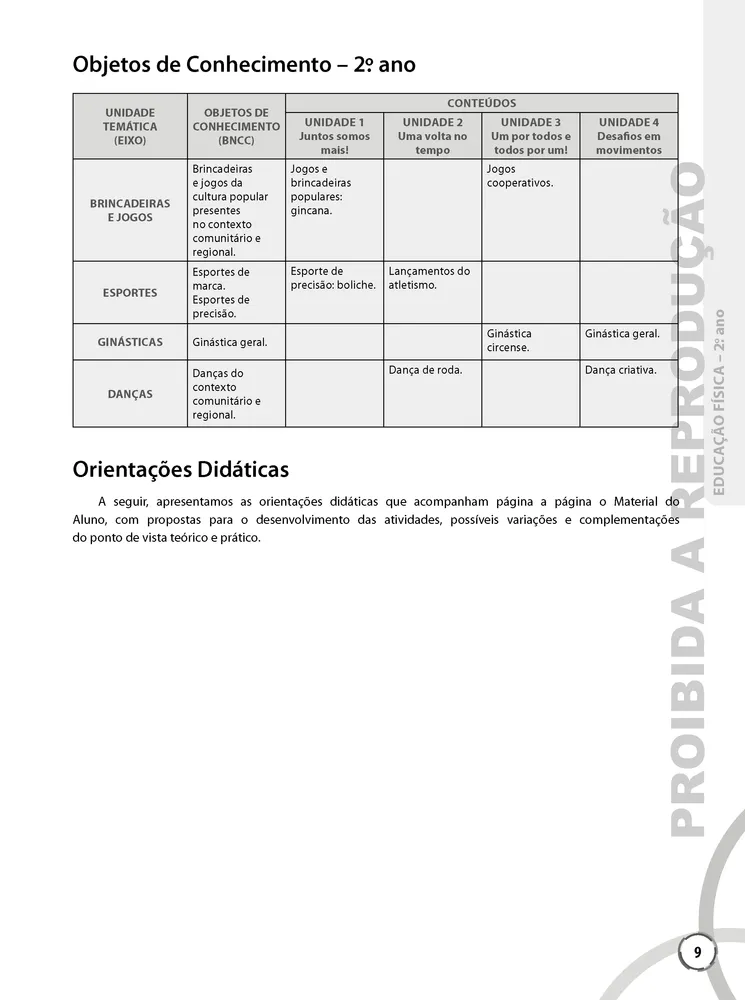 Objetos de Conhecimento – 2º ano
UNIDADE
TEMÁTICA
(EIXO)
OBJETOS DE
CONHECIMENTO
(BNCC)
CONTEÚDOS
UNIDADE 1
Juntos somos
mais!
UNIDADE 2
Uma volta no
tempo
UNIDADE 3
Um por todos e
todos por um!
UNIDADE 4
Desafios em
movimentos
BRINCADEIRAS
E JOGOS
Brincadeiras
e jogos da
cultura popular
presentes
no contexto
comunitário e
regional.
Jogos e
brincadeiras
populares:
gincana.
Jogos
cooperativos.
ESPORTES
Esportes de
marca.
Esportes de
precisão.
Esporte de
precisão: boliche.
Lançamentos do
atletismo.
GINÁSTICAS
Ginástica geral.
Ginástica
circense.
Ginástica geral.
DANÇAS
Danças do
contexto
comunitário e
regional.
Dança de roda.
Dança criativa.
Orientações Didáticas
A seguir, apresentamos as orientações didáticas que acompanham página a página o Material do
Aluno, com propostas para o desenvolvimento das atividades, possíveis variações e complementações
do ponto de vista teórico e prático.
PROIBIDA A REPRODUÇÃO
EDUCAÇÃO FÍSICA – 2º ano
9